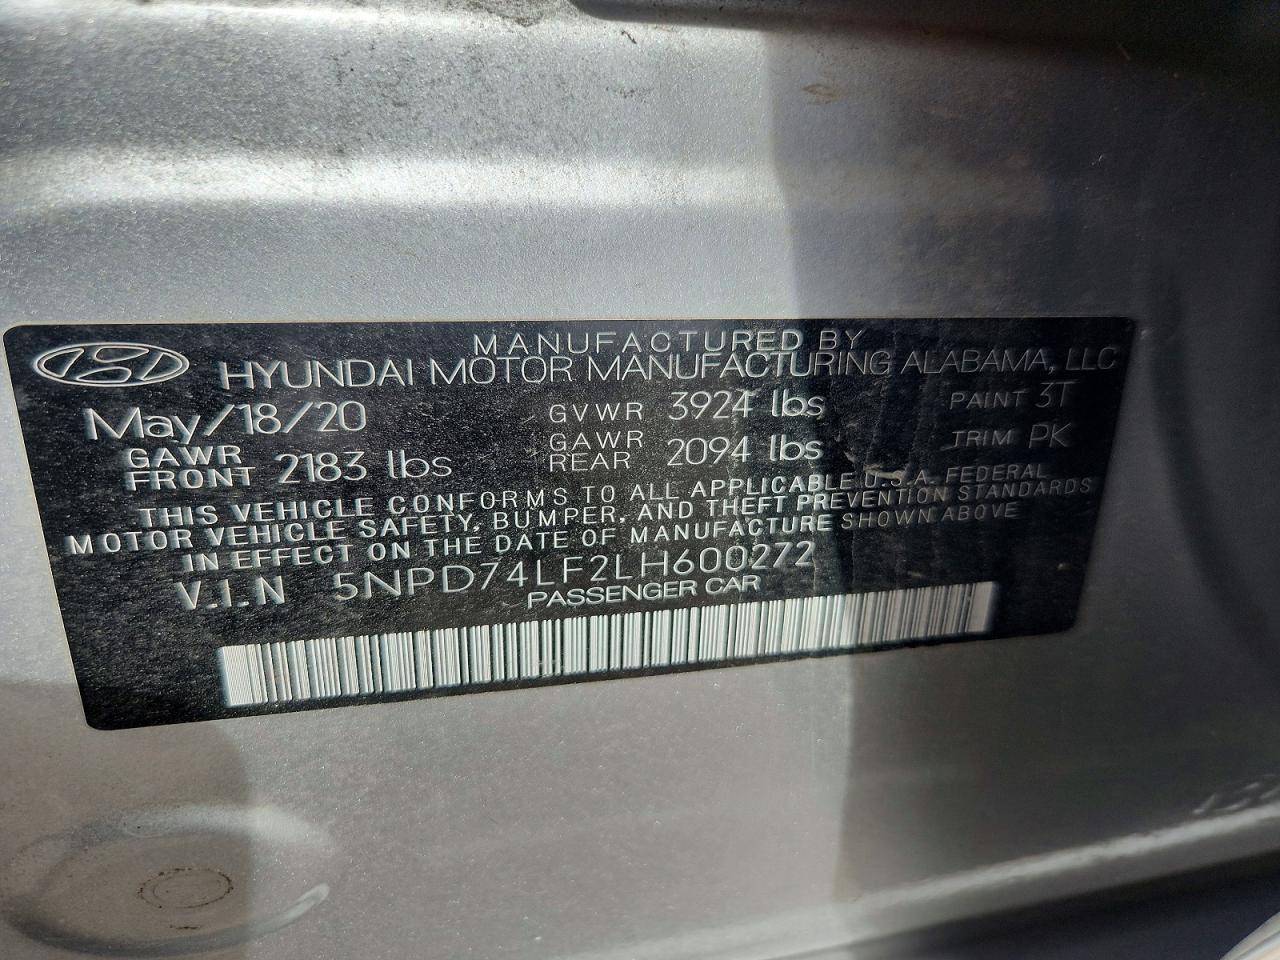 MANUFACTURED BY
HYUNDAI MOTOR MANUFACTURING ALABAMA, LLC
May/18/20 GVWR 3924 lbs PAINT 3T
GAWR FRONT 2183 lbs GAWR REAR 2094 lbs TRIM PK
THIS VEHICLE CONFORMS TO ALL APPLICABLE U.S.A. FEDERAL
MOTOR VEHICLE SAFETY, BUMPER, AND THEFT PREVENTION STANDARDS
IN EFFECT ON THE DATE OF MANUFACTURE SHOWN ABOVE
V.I.N 5NPD74LF2LH600272
PASSENGER CAR